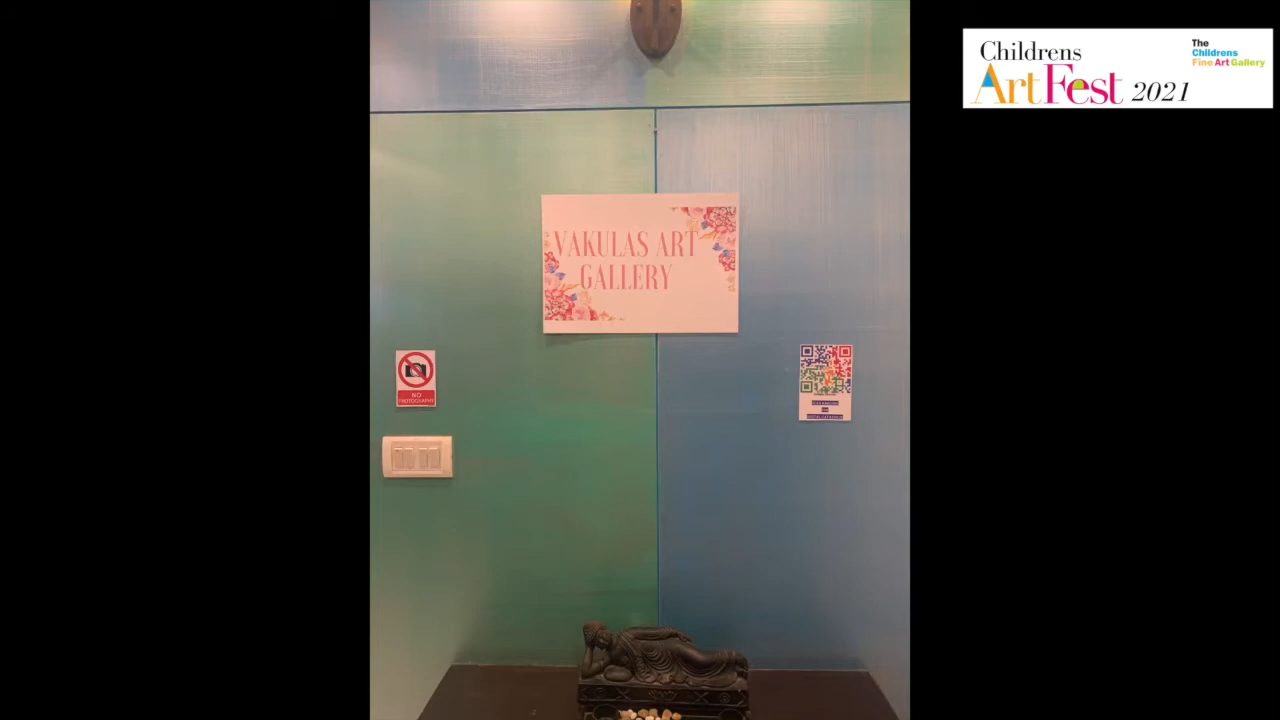 Childrens
ArtFest 2021
The
Childrens
Fine Art Gallery
VAKULAS ART
GALLERY
NO
PHOTOGRAPHY